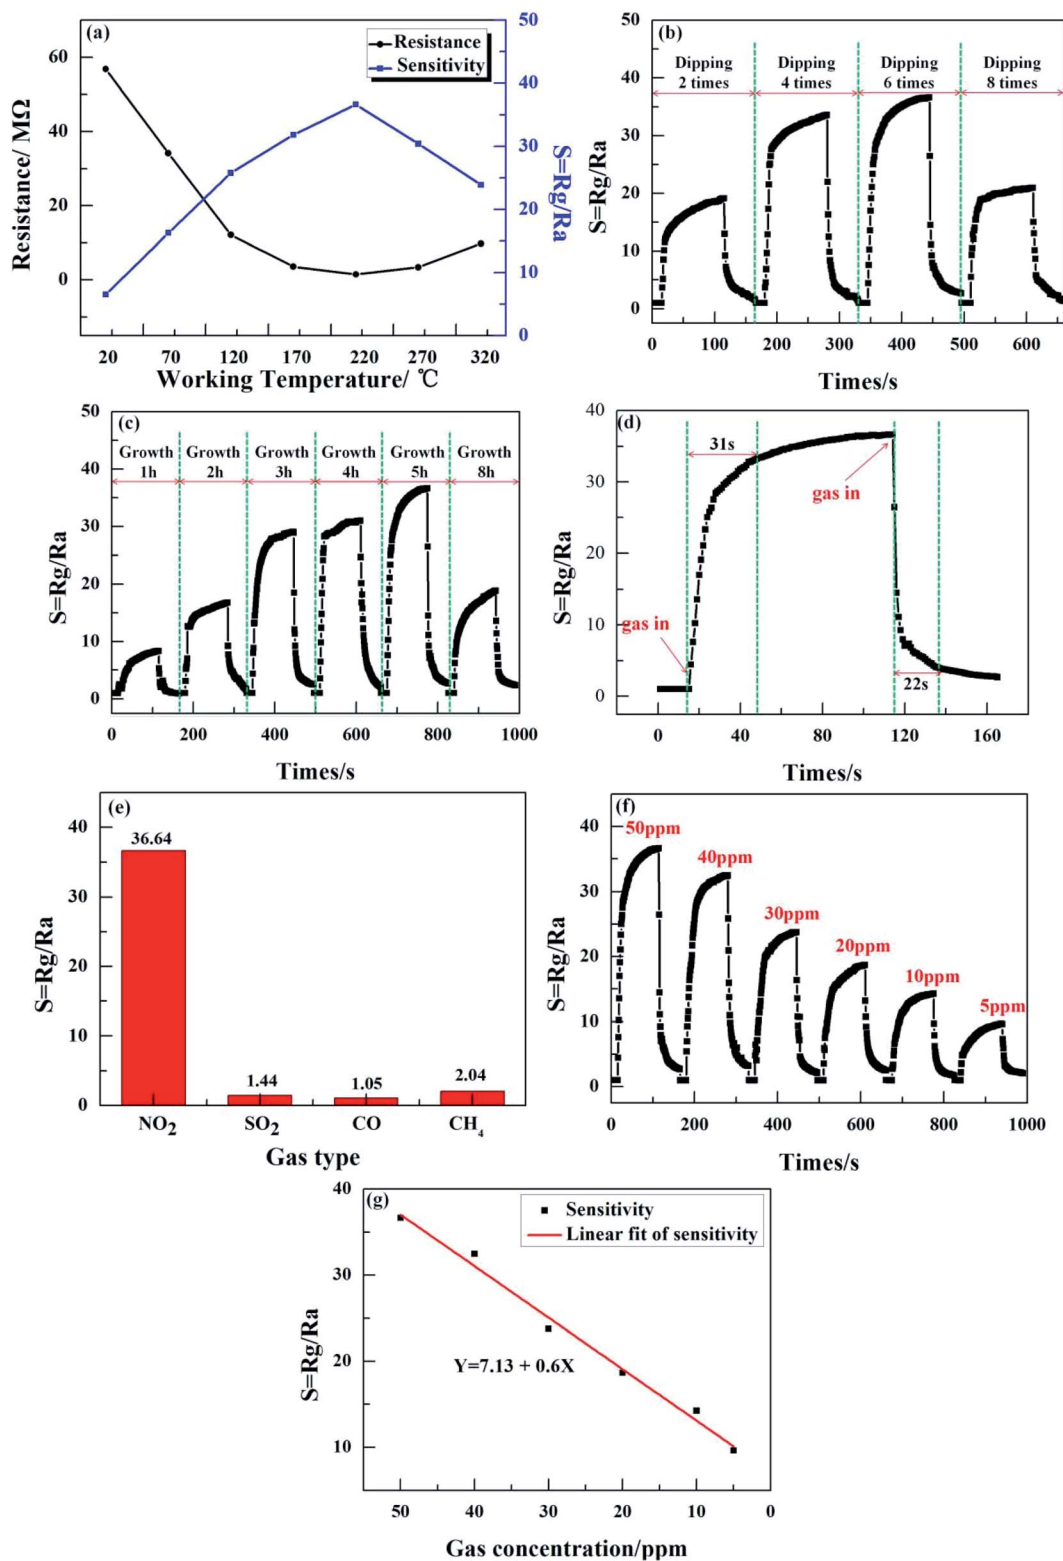 (a)
Resistance
Sensitivity
60
40
20
0
Resistance/ MΩ
50
40
30
20
10
0
S=Rg/Ra
20 70 120 170 220 270 320
Working Temperature/ ℃
(b)
Dipping
2 times
Dipping
4 times
Dipping
6 times
Dipping
8 times
50
40
30
20
10
0
S=Rg/Ra
0 100 200 300 400 500 600
Times/s
(c)
Growth
1h
Growth
2h
Growth
3h
Growth
4h
Growth
5h
Growth
8h
50
40
30
20
10
0
S=Rg/Ra
0 200 400 600 800 1000
Times/s
(d)
31s
gas in
gas in
22s
40
30
20
10
0
S=Rg/Ra
0 40 80 120 160
Times/s
(e)
36.64
1.44
1.05
2.04
40
30
20
10
0
S=Rg/Ra
NO2 SO2 CO CH4
Gas type
(f)
50ppm
40ppm
30ppm
20ppm
10ppm
5ppm
40
30
20
10
0
S=Rg/Ra
0 200 400 600 800 1000
Times/s
(g)
Sensitivity
Linear fit of sensitivity
Y=7.13 + 0.6X
40
30
20
10
S=Rg/Ra
50 40 30 20 10 0
Gas concentration/ppm